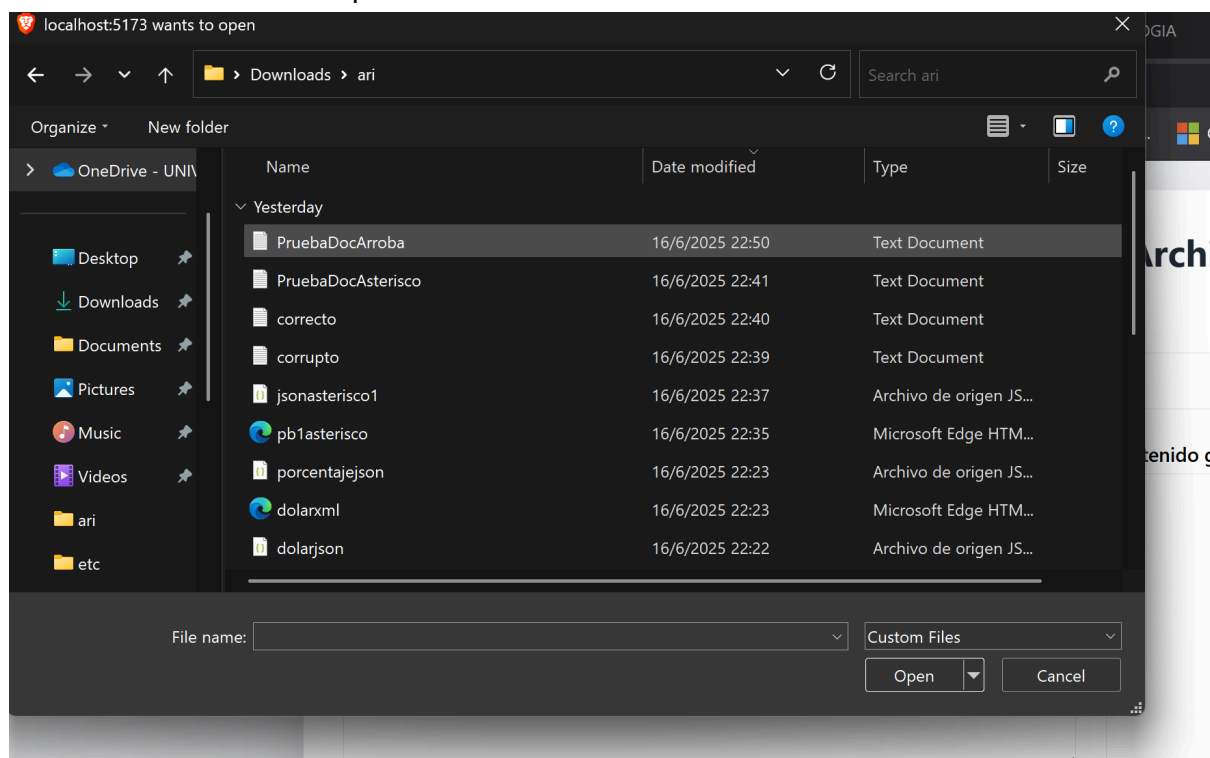 localhost:5173 wants to open
OGIA
Downloads > ari
Search ari
Organize
New folder
OneDrive - UNIV
Name
Date modified
Type
Size
Yesterday
PruebaDocArroba 16/6/2025 22:50 Text Document
PruebaDocAsterisco 16/6/2025 22:41 Text Document
correcto 16/6/2025 22:40 Text Document
corrupto 16/6/2025 22:39 Text Document
jsonasterisco1 16/6/2025 22:37 Archivo de origen JS...
pb1asterisco 16/6/2025 22:35 Microsoft Edge HTM...
porcentajejson 16/6/2025 22:23 Archivo de origen JS...
dolarxml 16/6/2025 22:23 Microsoft Edge HTM...
dolarjson 16/6/2025 22:22 Archivo de origen JS...
Desktop
Downloads
Documents
Pictures
Music
Videos
ari
etc
Archi
tenido g
File name:
Custom Files
Open
Cancel